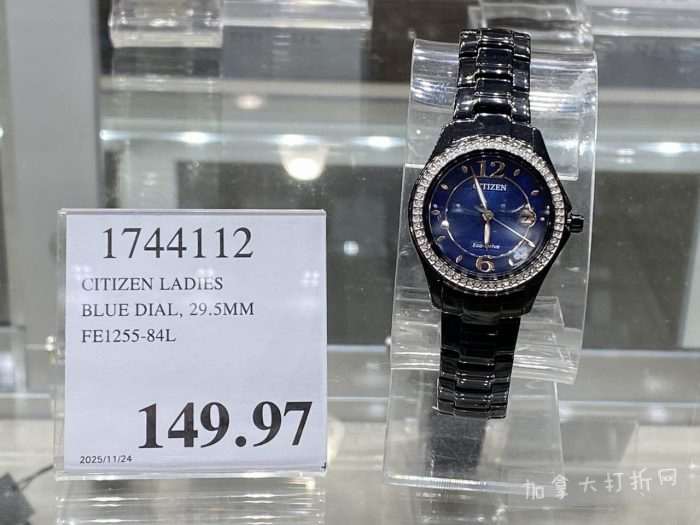 1744112
CITIZEN LADIES
BLUE DIAL, 29.5MM
FE1255-84L
149.97
2025/11/24
12
CITIZEN
Eco-Drive
6
加拿大打折网